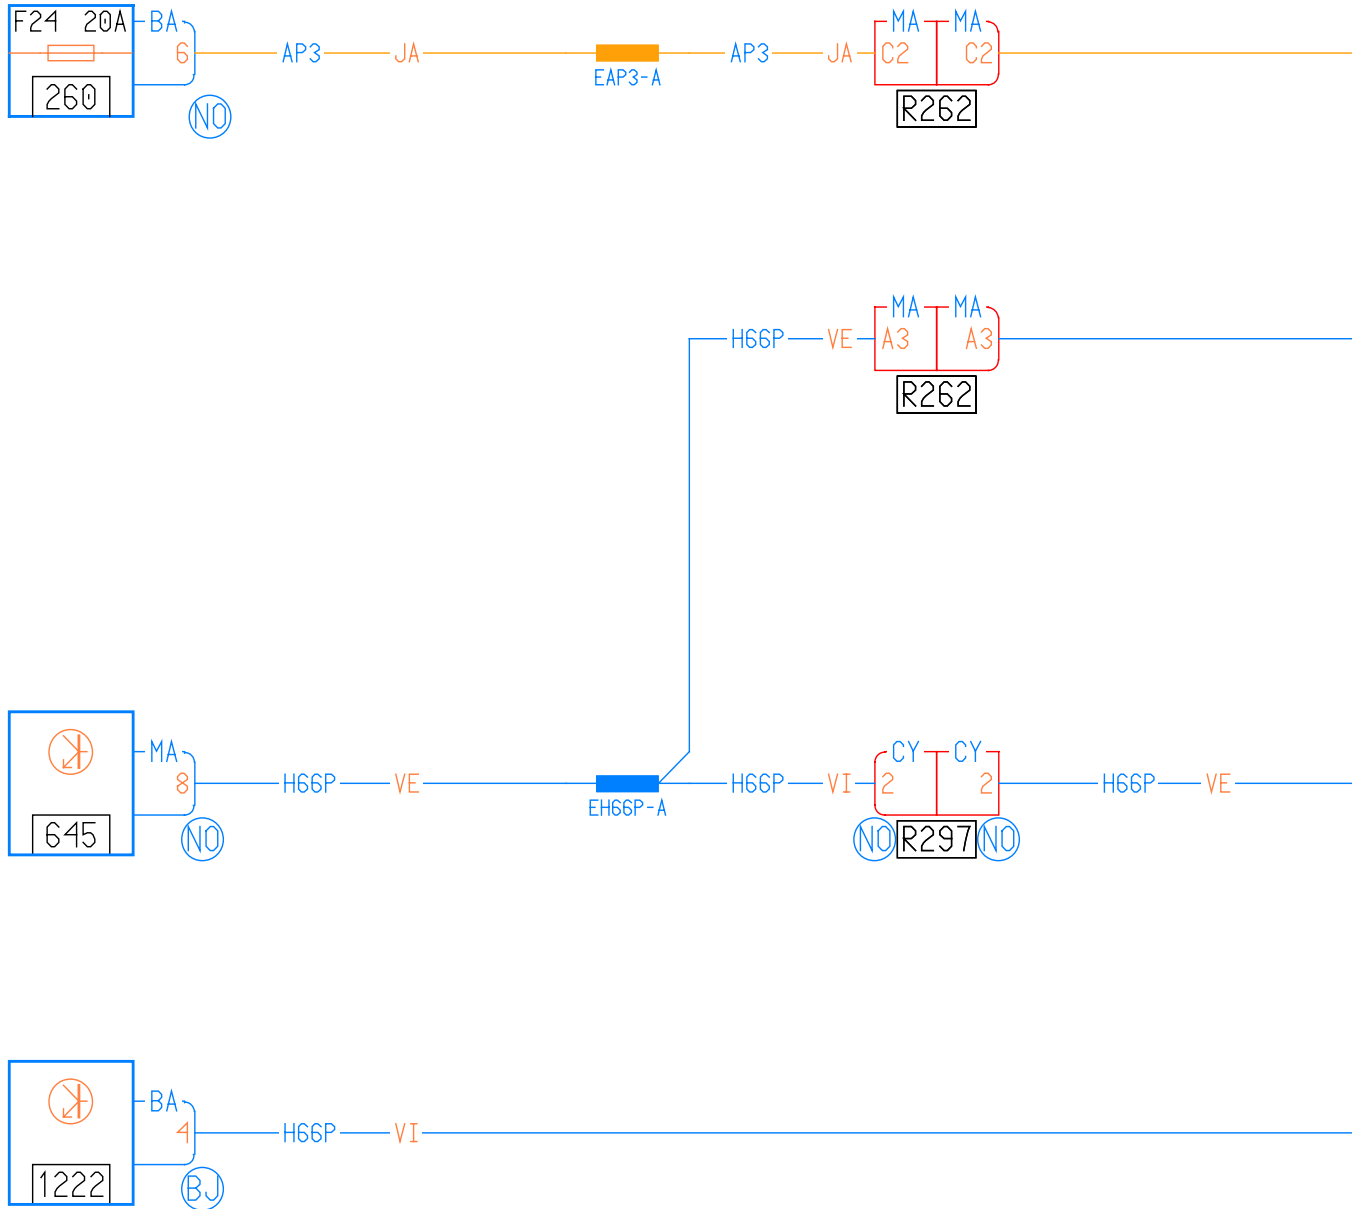 F24 20A BA MA MA
6 AP3 JA AP3 JA C2 C2
EAP3-A
260 NO R262
MA MA
H66P VE A3 A3
R262
MA CY CY
8 H66P VE H66P VI 2 2 H66P VE
EH66P-A
645 NO NO R297 NO
BA
4 H66P VI
1222 BJ